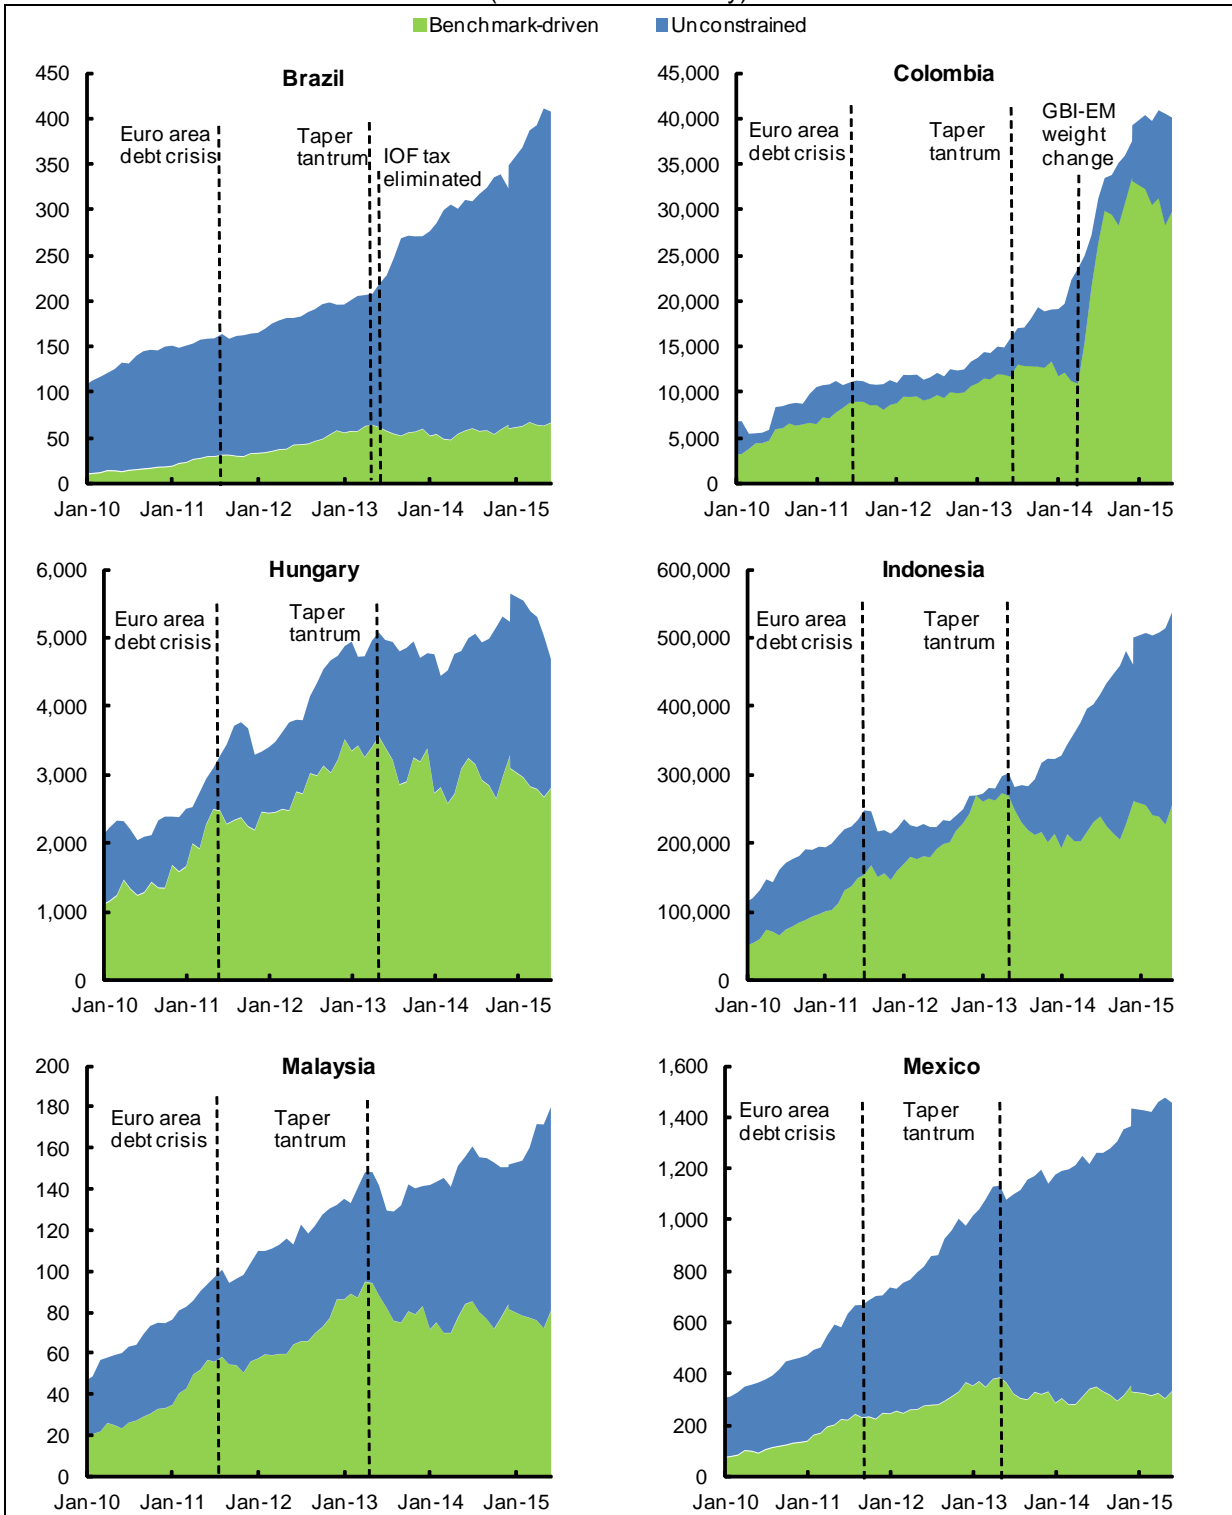 Benchmark-driven Unconstrained
Brazil
450
400
350
300
250
200
150
100
50
0
Euro area
debt crisis
Taper
tantrum
IOF tax
eliminated
Jan-10 Jan-11 Jan-12 Jan-13 Jan-14 Jan-15
Colombia
45,000
40,000
35,000
30,000
25,000
20,000
15,000
10,000
5,000
0
Euro area
debt crisis
Taper
tantrum
GBI-EM
weight
change
Jan-10 Jan-11 Jan-12 Jan-13 Jan-14 Jan-15
Hungary
6,000
5,000
4,000
3,000
2,000
1,000
0
Euro area
debt crisis
Taper
tantrum
Jan-10 Jan-11 Jan-12 Jan-13 Jan-14 Jan-15
Indonesia
600,000
500,000
400,000
300,000
200,000
100,000
0
Euro area
debt crisis
Taper
tantrum
Jan-10 Jan-11 Jan-12 Jan-13 Jan-14 Jan-15
Malaysia
200
180
160
140
120
100
80
60
40
20
0
Euro area
debt crisis
Taper
tantrum
Jan-10 Jan-11 Jan-12 Jan-13 Jan-14 Jan-15
Mexico
1,600
1,400
1,200
1,000
800
600
400
200
0
Euro area
debt crisis
Taper
tantrum
Jan-10 Jan-11 Jan-12 Jan-13 Jan-14 Jan-15